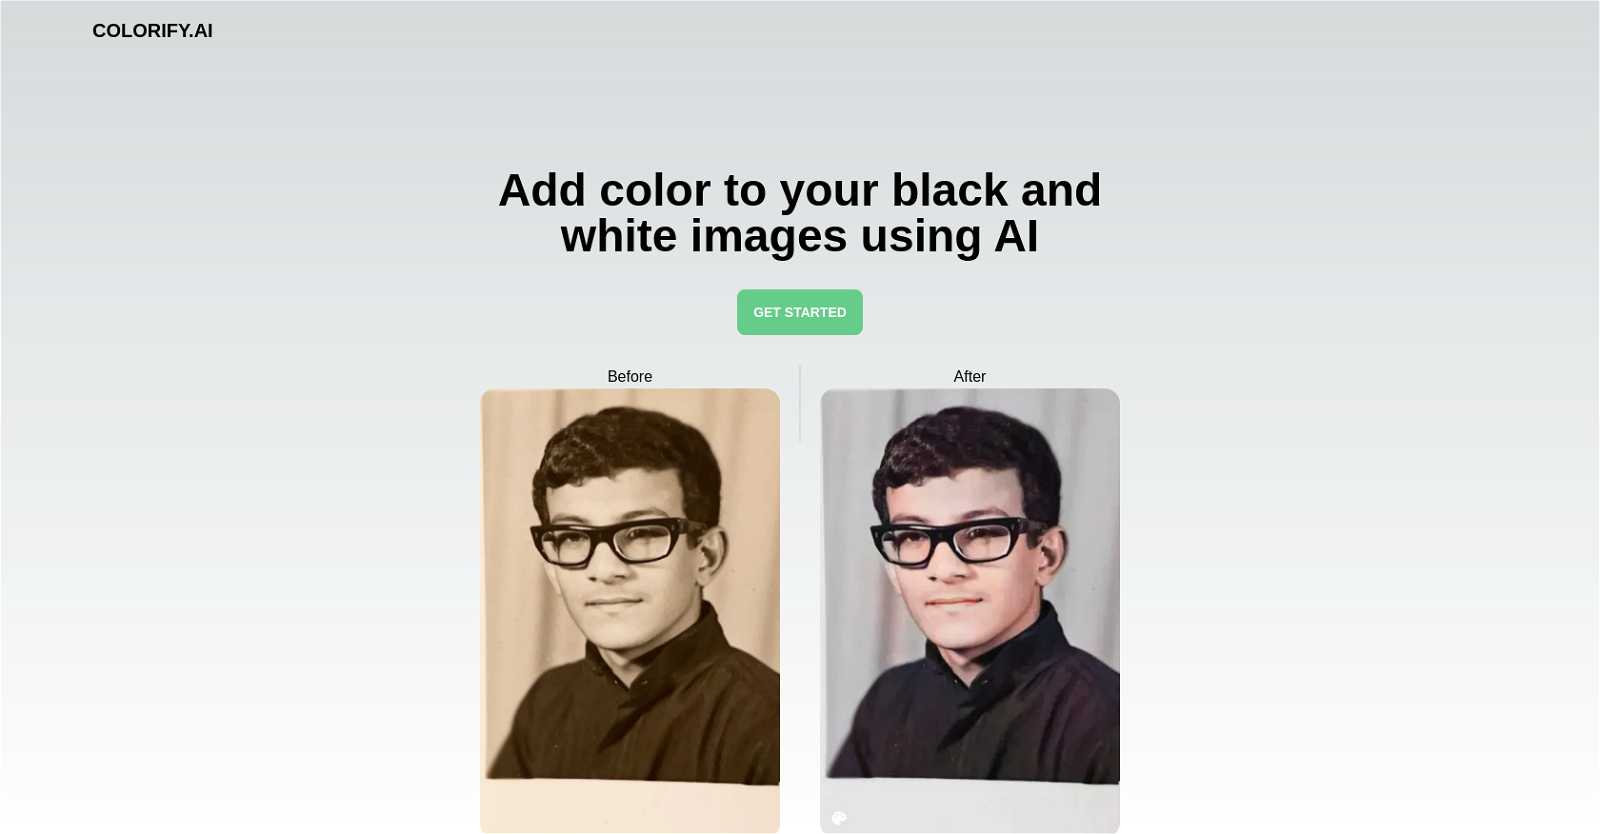 COLORIFY.AI
Add color to your black and
white images using AI
GET STARTED
Before
After